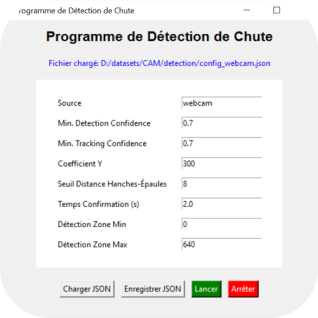 rogramme de Détection de Chute
Programme de Détection de Chute
Fichier chargé: D:/datasets/CAM/detection/config_webcam.json
Source webcam
Min. Detection Confidence 0.7
Min. Tracking Confidence 0.7
Coefficient Y 300
Seuil Distance Hanches-Épaules 8
Temps Confirmation (s) 2.0
Détection Zone Min 0
Détection Zone Max 640
Charger JSON Enregistrer JSON Lancer Arrêter